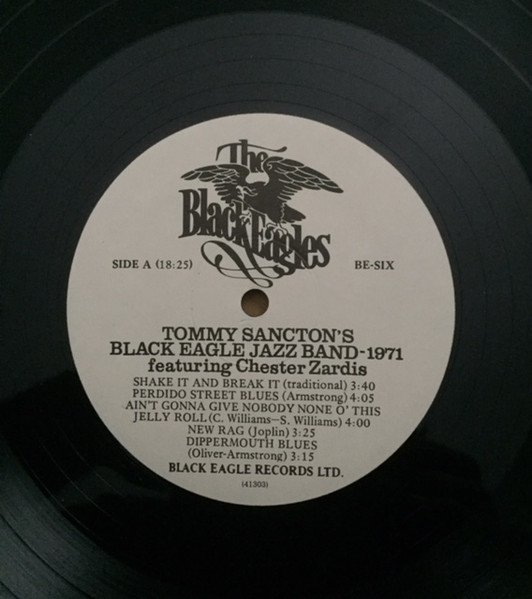 The
Black Eagles
SIDE A (18:25) BE-SIX
TOMMY SANCTON'S
BLACK EAGLE JAZZ BAND-1971
featuring Chester Zardis
SHAKE IT AND BREAK IT (traditional) 3:40
PERDIDO STREET BLUES (Armstrong) 4:05
AIN'T GONNA GIVE NOBODY NONE O' THIS
JELLY ROLL (C. Williams—S. Williams) 4:00
NEW RAG (Joplin) 3:25
DIPPERMOUTH BLUES
(Oliver-Armstrong) 3:15
BLACK EAGLE RECORDS LTD.
(41303)